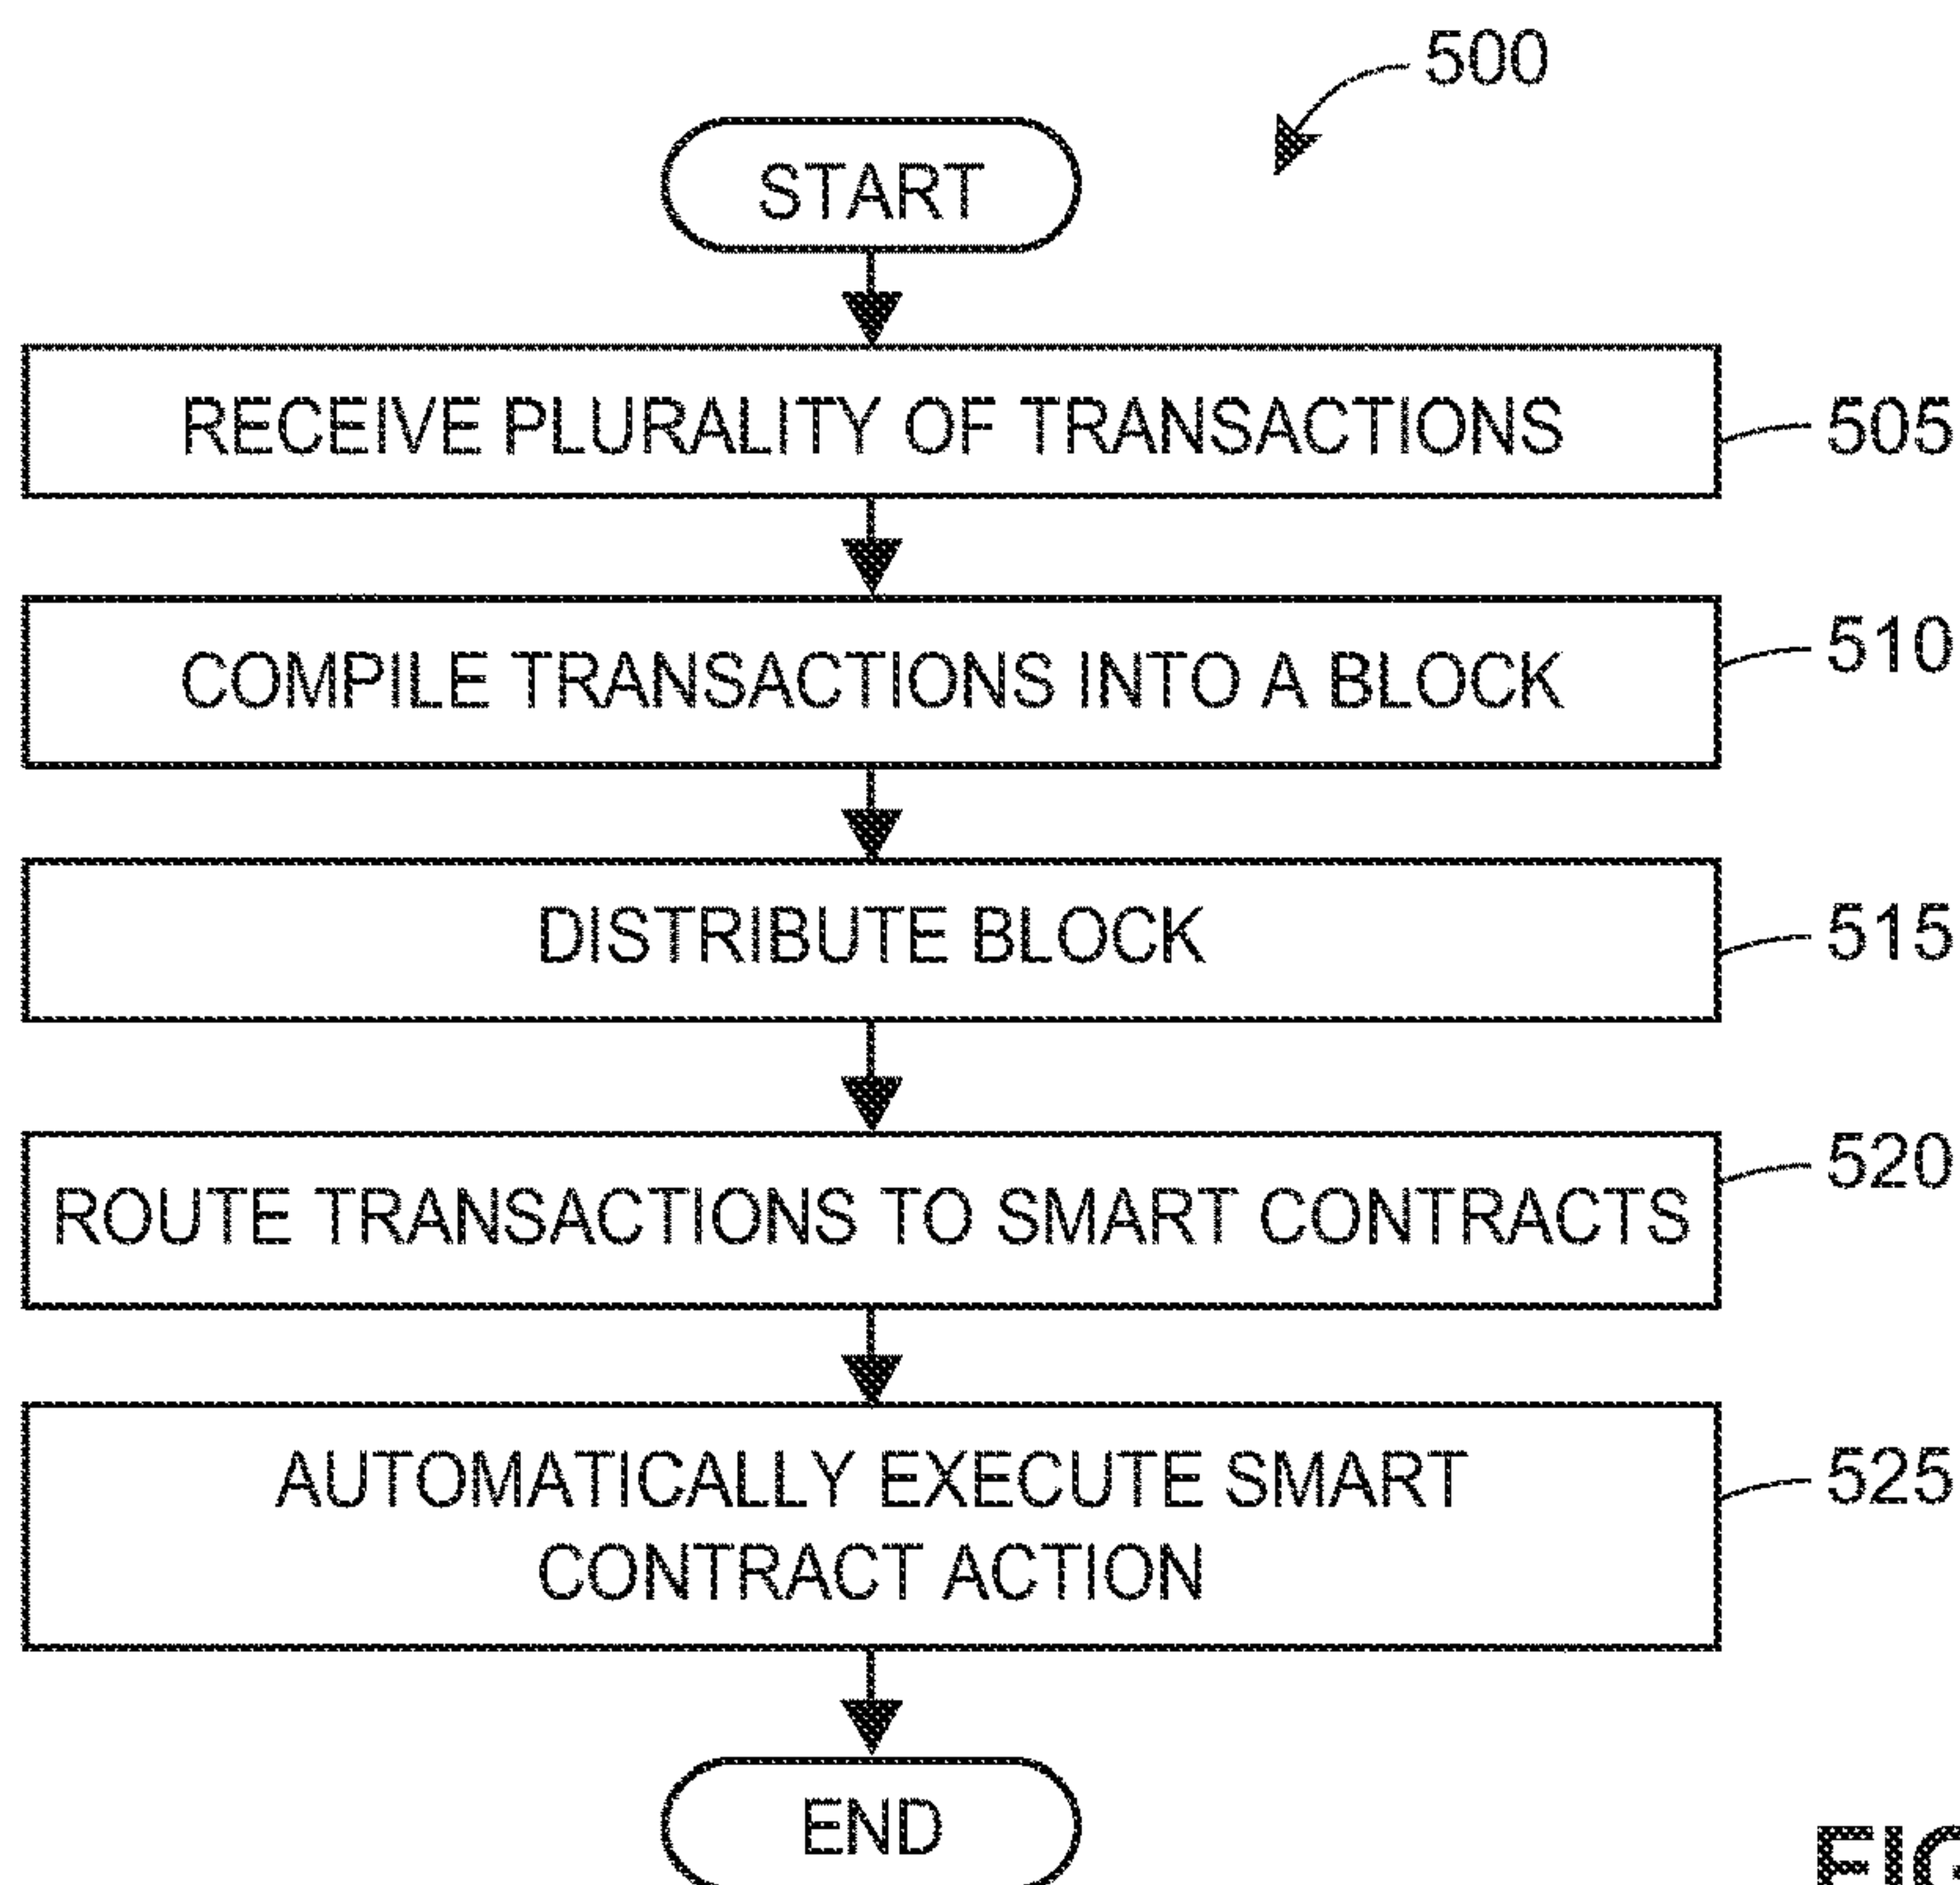 500
START
RECEIVE PLURALITY OF TRANSACTIONS
505
COMPILE TRANSACTIONS INTO A BLOCK
510
DISTRIBUTE BLOCK
515
ROUTE TRANSACTIONS TO SMART CONTRACTS
520
AUTOMATICALLY EXECUTE SMART
CONTRACT ACTION
525
END